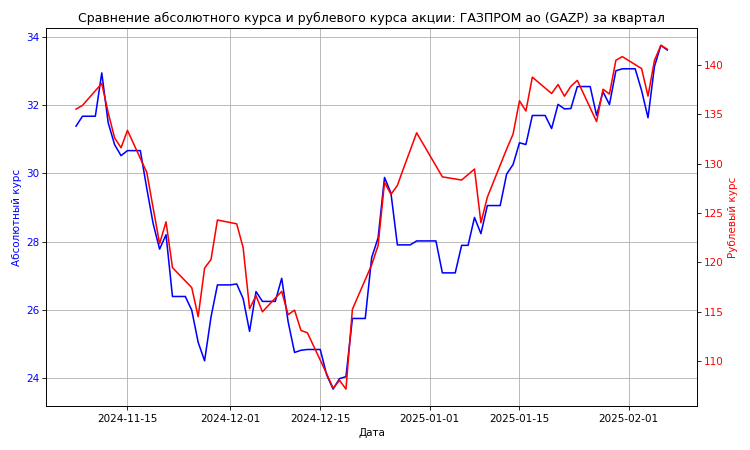 Сравнение абсолютного курса и рублевого курса акции: ГАЗПРОМ ао (GAZP) за квартал
34
32
30
28
26
24
Абсолютный курс
140
135
130
125
120
115
110
Рублевый курс
2024-11-15 2024-12-01 2024-12-15 2025-01-01 2025-01-15 2025-02-01
Дата